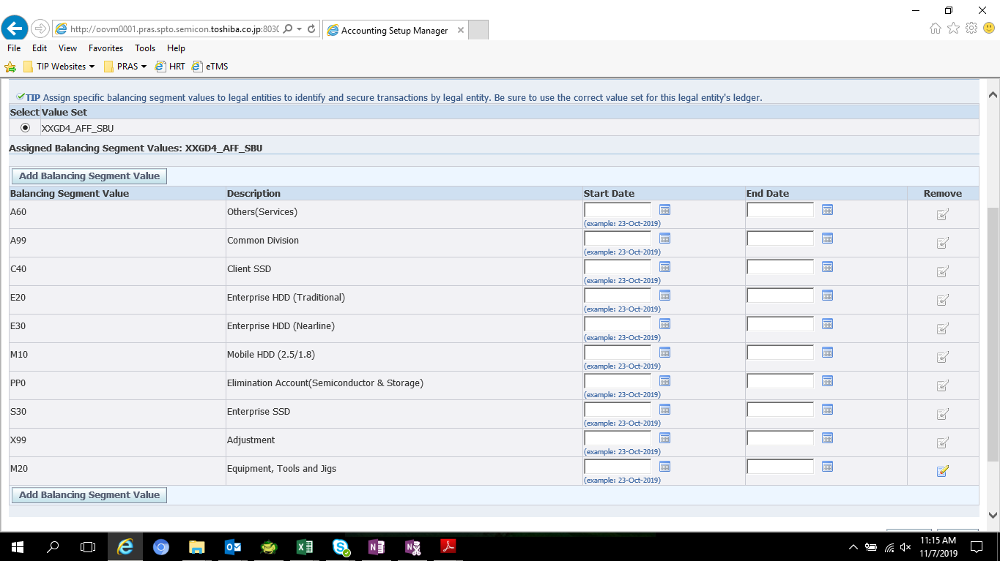 http://oovm0001.pras.spto.semicon.toshiba.co.jp:8030
Accounting Setup Manager
File Edit View Favorites Tools Help
TIP Websites PRAS HRT eTMS
TIP Assign specific balancing segment values to legal entities to identify and secure transactions by legal entity. Be sure to use the correct value set for this legal entity's ledger.
Select Value Set
XXGD4_AFF_SBU
Assigned Balancing Segment Values: XXGD4_AFF_SBU
Add Balancing Segment Value
Balancing Segment Value Description Start Date End Date Remove
A60 Others(Services)
(example: 23-Oct-2019)
A99 Common Division
(example: 23-Oct-2019)
C40 Client SSD
(example: 23-Oct-2019)
E20 Enterprise HDD (Traditional)
(example: 23-Oct-2019)
E30 Enterprise HDD (Nearline)
(example: 23-Oct-2019)
M10 Mobile HDD (2.5/1.8)
(example: 23-Oct-2019)
PP0 Elimination Account(Semiconductor & Storage)
(example: 23-Oct-2019)
S30 Enterprise SSD
(example: 23-Oct-2019)
X99 Adjustment
(example: 23-Oct-2019)
M20 Equipment, Tools and Jigs
(example: 23-Oct-2019)
Add Balancing Segment Value
11:15 AM
11/7/2019